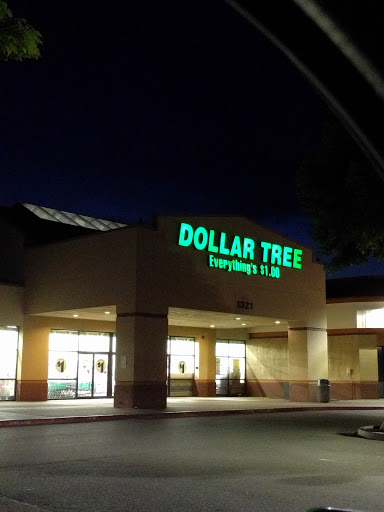 DOLLAR TREE
Everything's $1.00
1321